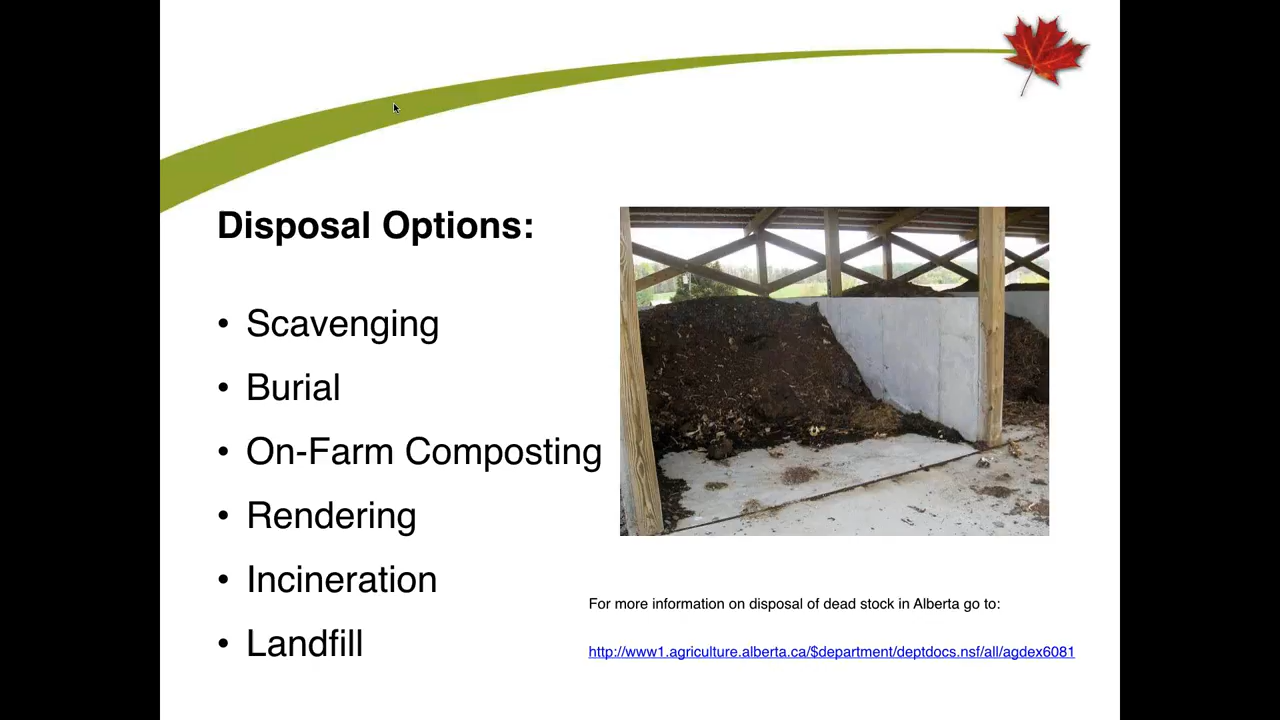 Disposal Options:
• Scavenging
• Burial
• On-Farm Composting
• Rendering
• Incineration
• Landfill
For more information on disposal of dead stock in Alberta go to:
http://www1.agriculture.alberta.ca/$department/deptdocs.nsf/all/agdex6081